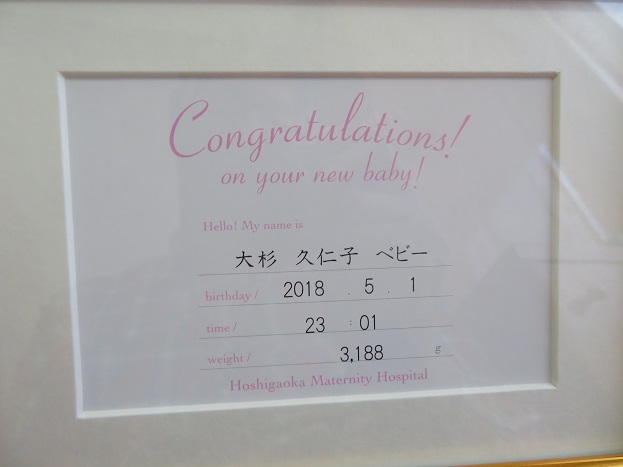 Congratulations!
on your new baby!
Hello! My name is
大杉 久仁子 ベビー
birthday / 2018 . 5 . 1
time / 23 : 01
weight / 3,188 g
Hoshigaoka Maternity Hospital